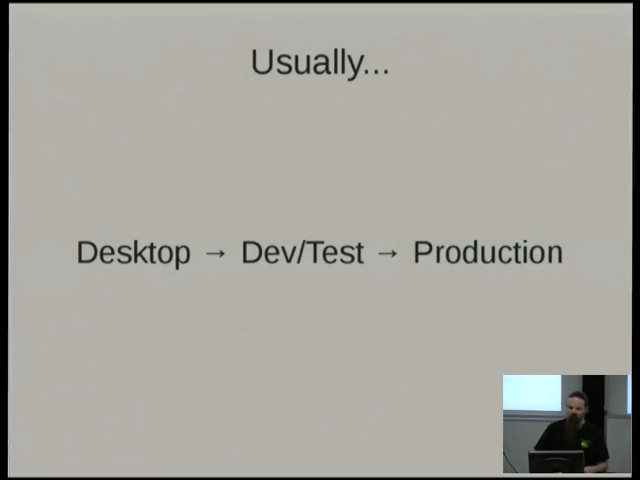 Usually...
Desktop → Dev/Test → Production